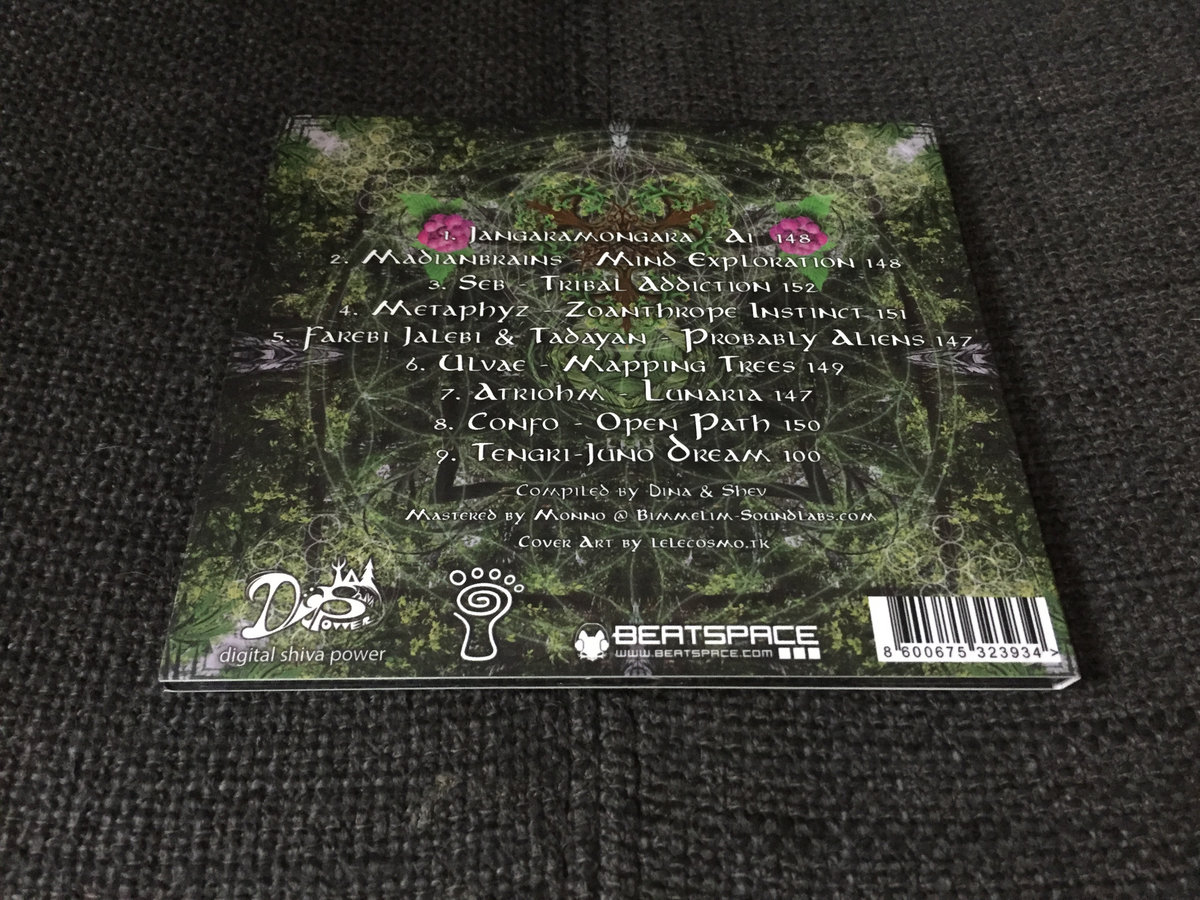 1. Jangaramongara - Ai 148
2. Madianbrains - Mind Exploration 148
3. Seb - Tribal Addiction 152
4. Metaphyz - Zoanthrope Instinct 151
5. Farebi Jalebi & Tadayan - Probably Aliens 147
6. Ulvae - Mapping Trees 149
7. Atriohm - Lunaria 147
8. Confo - Open Path 150
9. Tengri-Juno Dream 100
Compiled by Dina & Shev
Mastered by Monno @ Bimmelim-SoundLabs.com
Cover Art by lelecosmo.tk
digital shiva power
BEATSPACE
WWW.BEATSPACE.COM
8 600675 323934 >